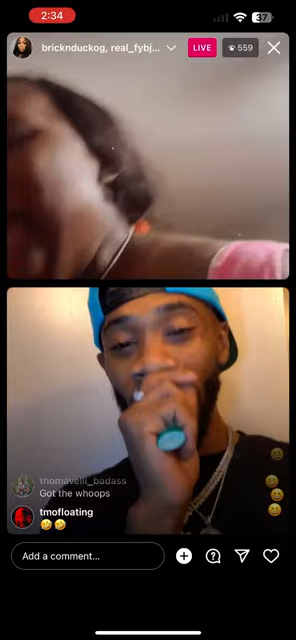 2:34
37
bricknduckog, real_fybj...
LIVE
559
thomavelli_badass
Got the whoops
tmofloating
🤣🤣
Add a comment...